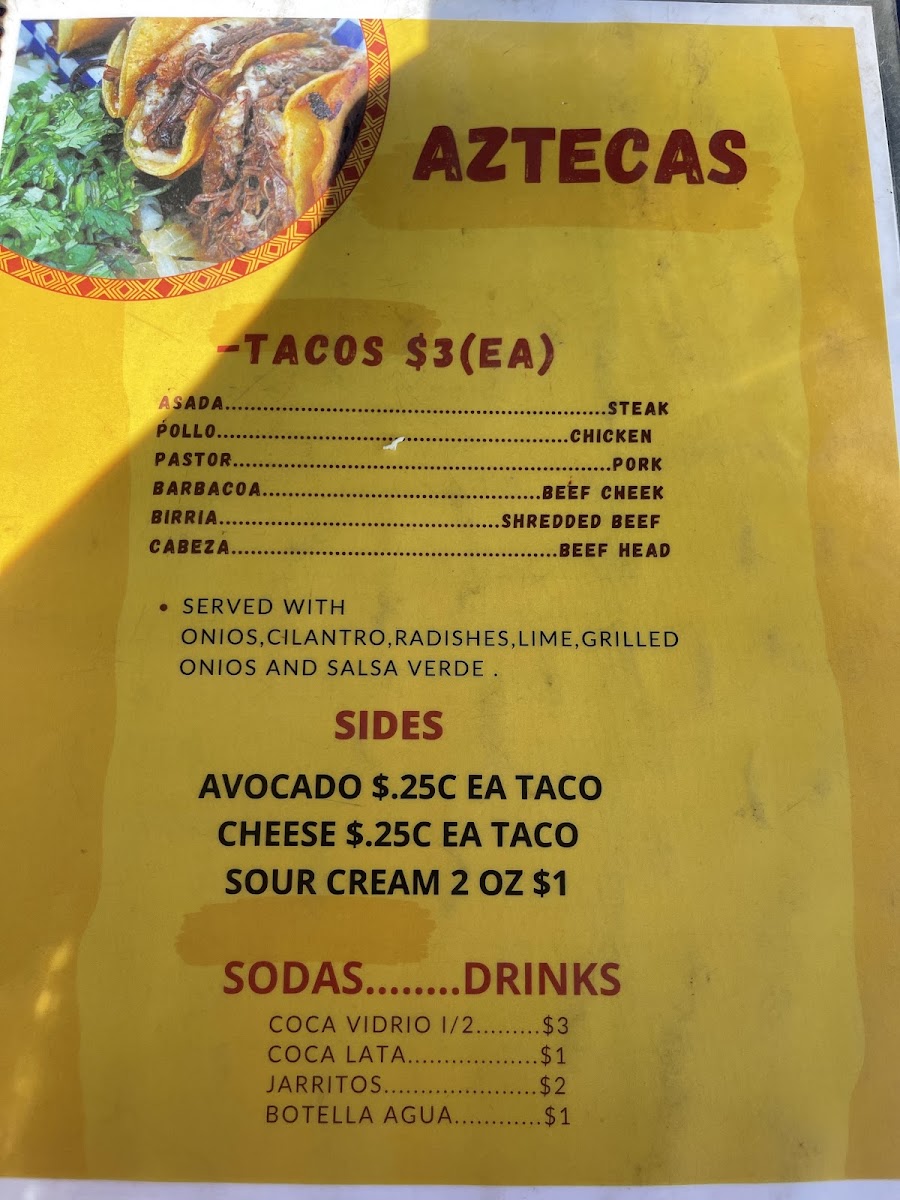 AZTECAS
-TACOS $3(EA)
ASADA............................................................STEAK
POLLO........................................................CHICKEN
PASTOR............................................................PORK
BARBACOA............................................BEEF CHEEK
BIRRIA.............................................SHREDDED BEEF
CABEZA....................................................BEEF HEAD
• SERVED WITH
ONIOS,CILANTRO,RADISHES,LIME,GRILLED
ONIOS AND SALSA VERDE .
SIDES
AVOCADO $.25C EA TACO
CHEESE $.25C EA TACO
SOUR CREAM 2 OZ $1
SODAS........DRINKS
COCA VIDRIO 1/2.........$3
COCA LATA..................$1
JARRITOS.....................$2
BOTELLA AGUA............$1